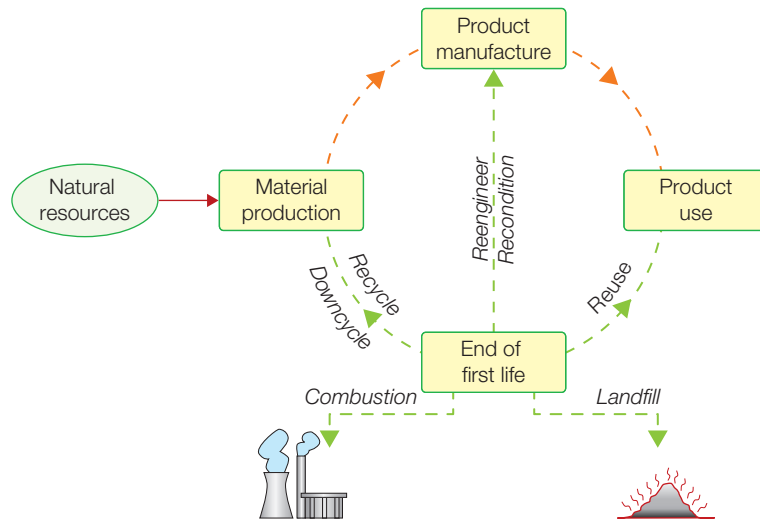 Product
manufacture
Natural
resources
Material
production
Reengineer
Recondition
Product
use
Recycle
Downcycle
Reuse
End of
first life
Combustion
Landfill